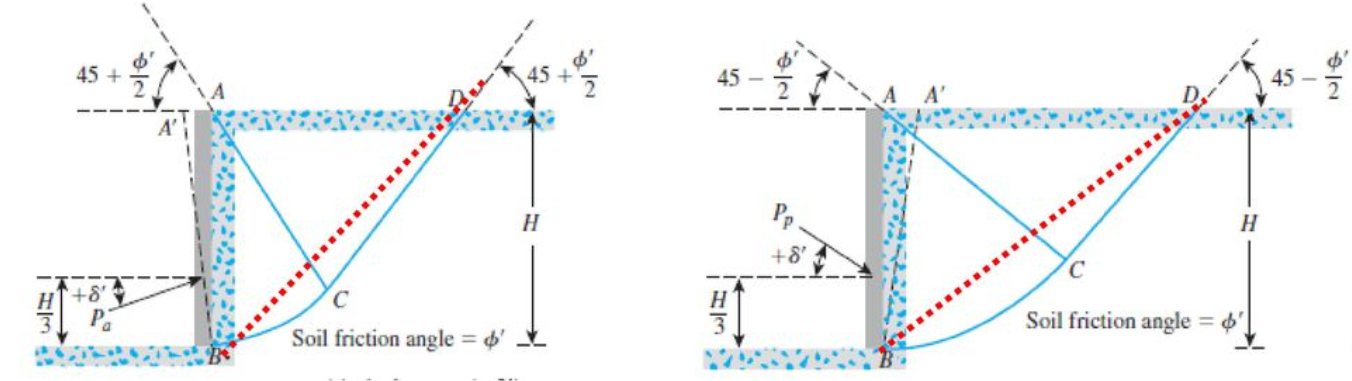 45 + ϕ′/2
A
A′
D
45 + ϕ′/2
H
H/3
+δ′
Pa
B
C
Soil friction angle = ϕ′
45 − ϕ′/2
A
A′
D
45 − ϕ′/2
Pp
+δ′
H
H/3
B
C
Soil friction angle = ϕ′